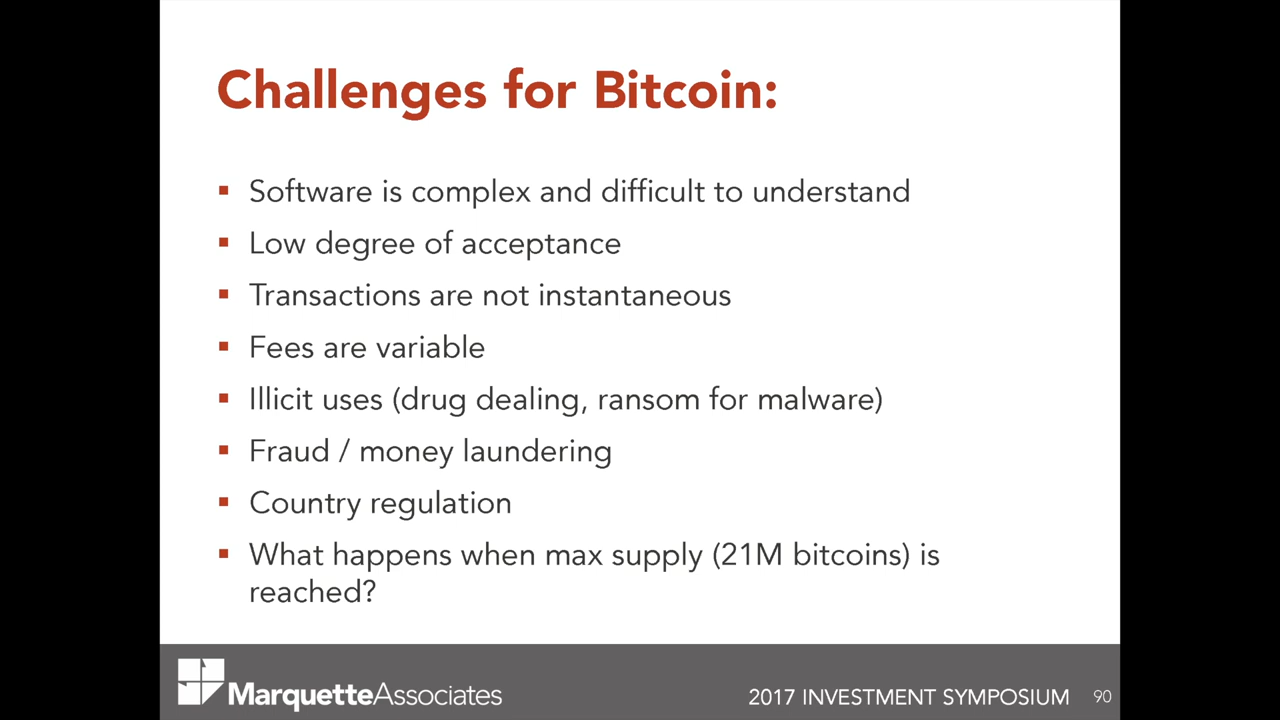 Challenges for Bitcoin:
▪ Software is complex and difficult to understand
▪ Low degree of acceptance
▪ Transactions are not instantaneous
▪ Fees are variable
▪ Illicit uses (drug dealing, ransom for malware)
▪ Fraud / money laundering
▪ Country regulation
▪ What happens when max supply (21M bitcoins) is
reached?
MarquetteAssociates
2017 INVESTMENT SYMPOSIUM 90